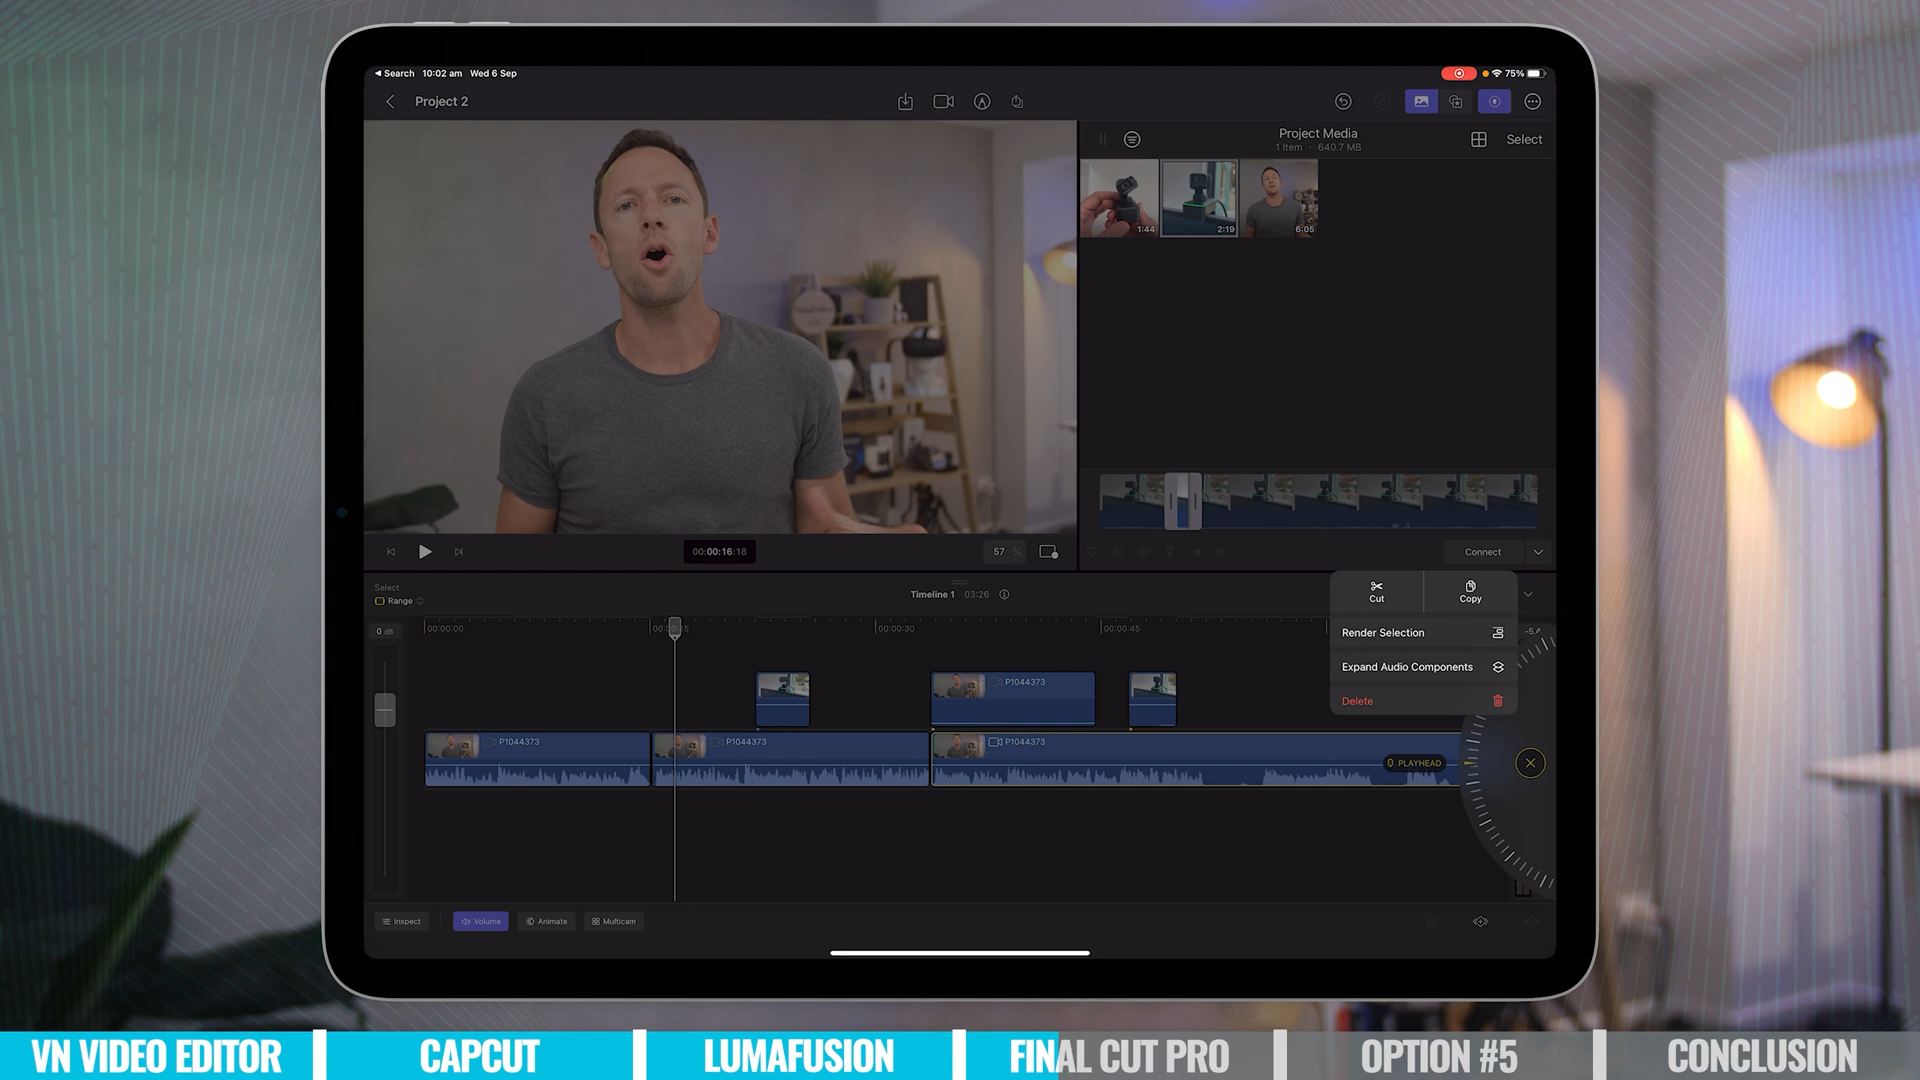 Search 10:02 am Wed 6 Sep
75%
Project 2
Project Media
1 Item · 640.7 MB
Select
1:44
2:19
6:05
00:00:16:18
57 %
Connect
Select
Range
Timeline 1 03:26
Cut
Copy
Render Selection
Expand Audio Components
Delete
0 dB
00:00:00
00:00:15
00:00:30
00:00:45
P1044373
P1044373
P1044373
P1044373
PLAYHEAD
Inspect
Volume
Animate
Multicam
VN VIDEO EDITOR
CAPCUT
LUMAFUSION
FINAL CUT PRO
OPTION #5
CONCLUSION